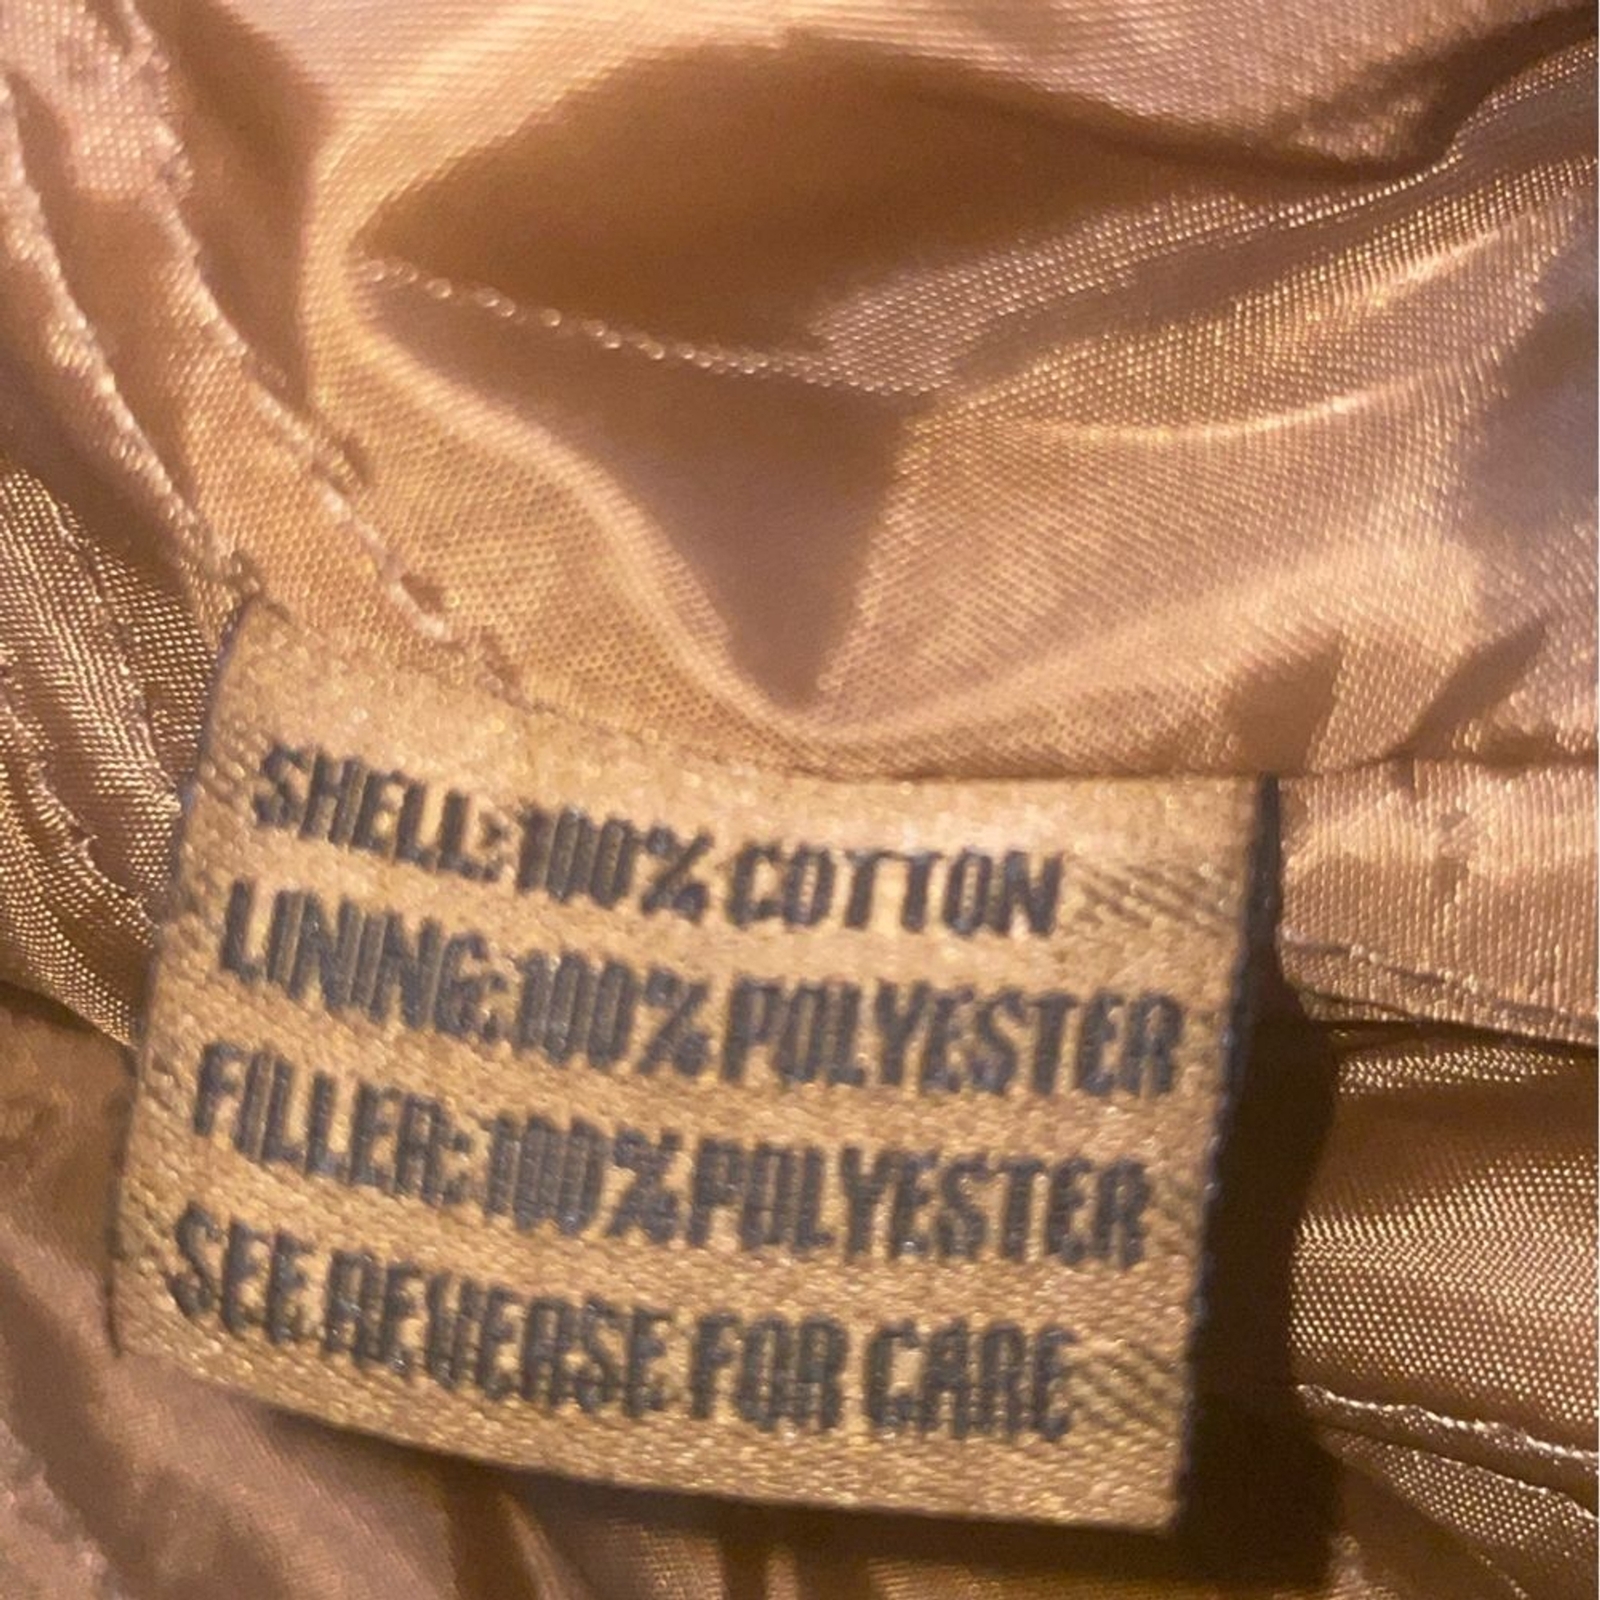 SHELL: 100% COTTON
LINING: 100% POLYESTER
FILLER: 100% POLYESTER
SEE REVERSE FOR CARE